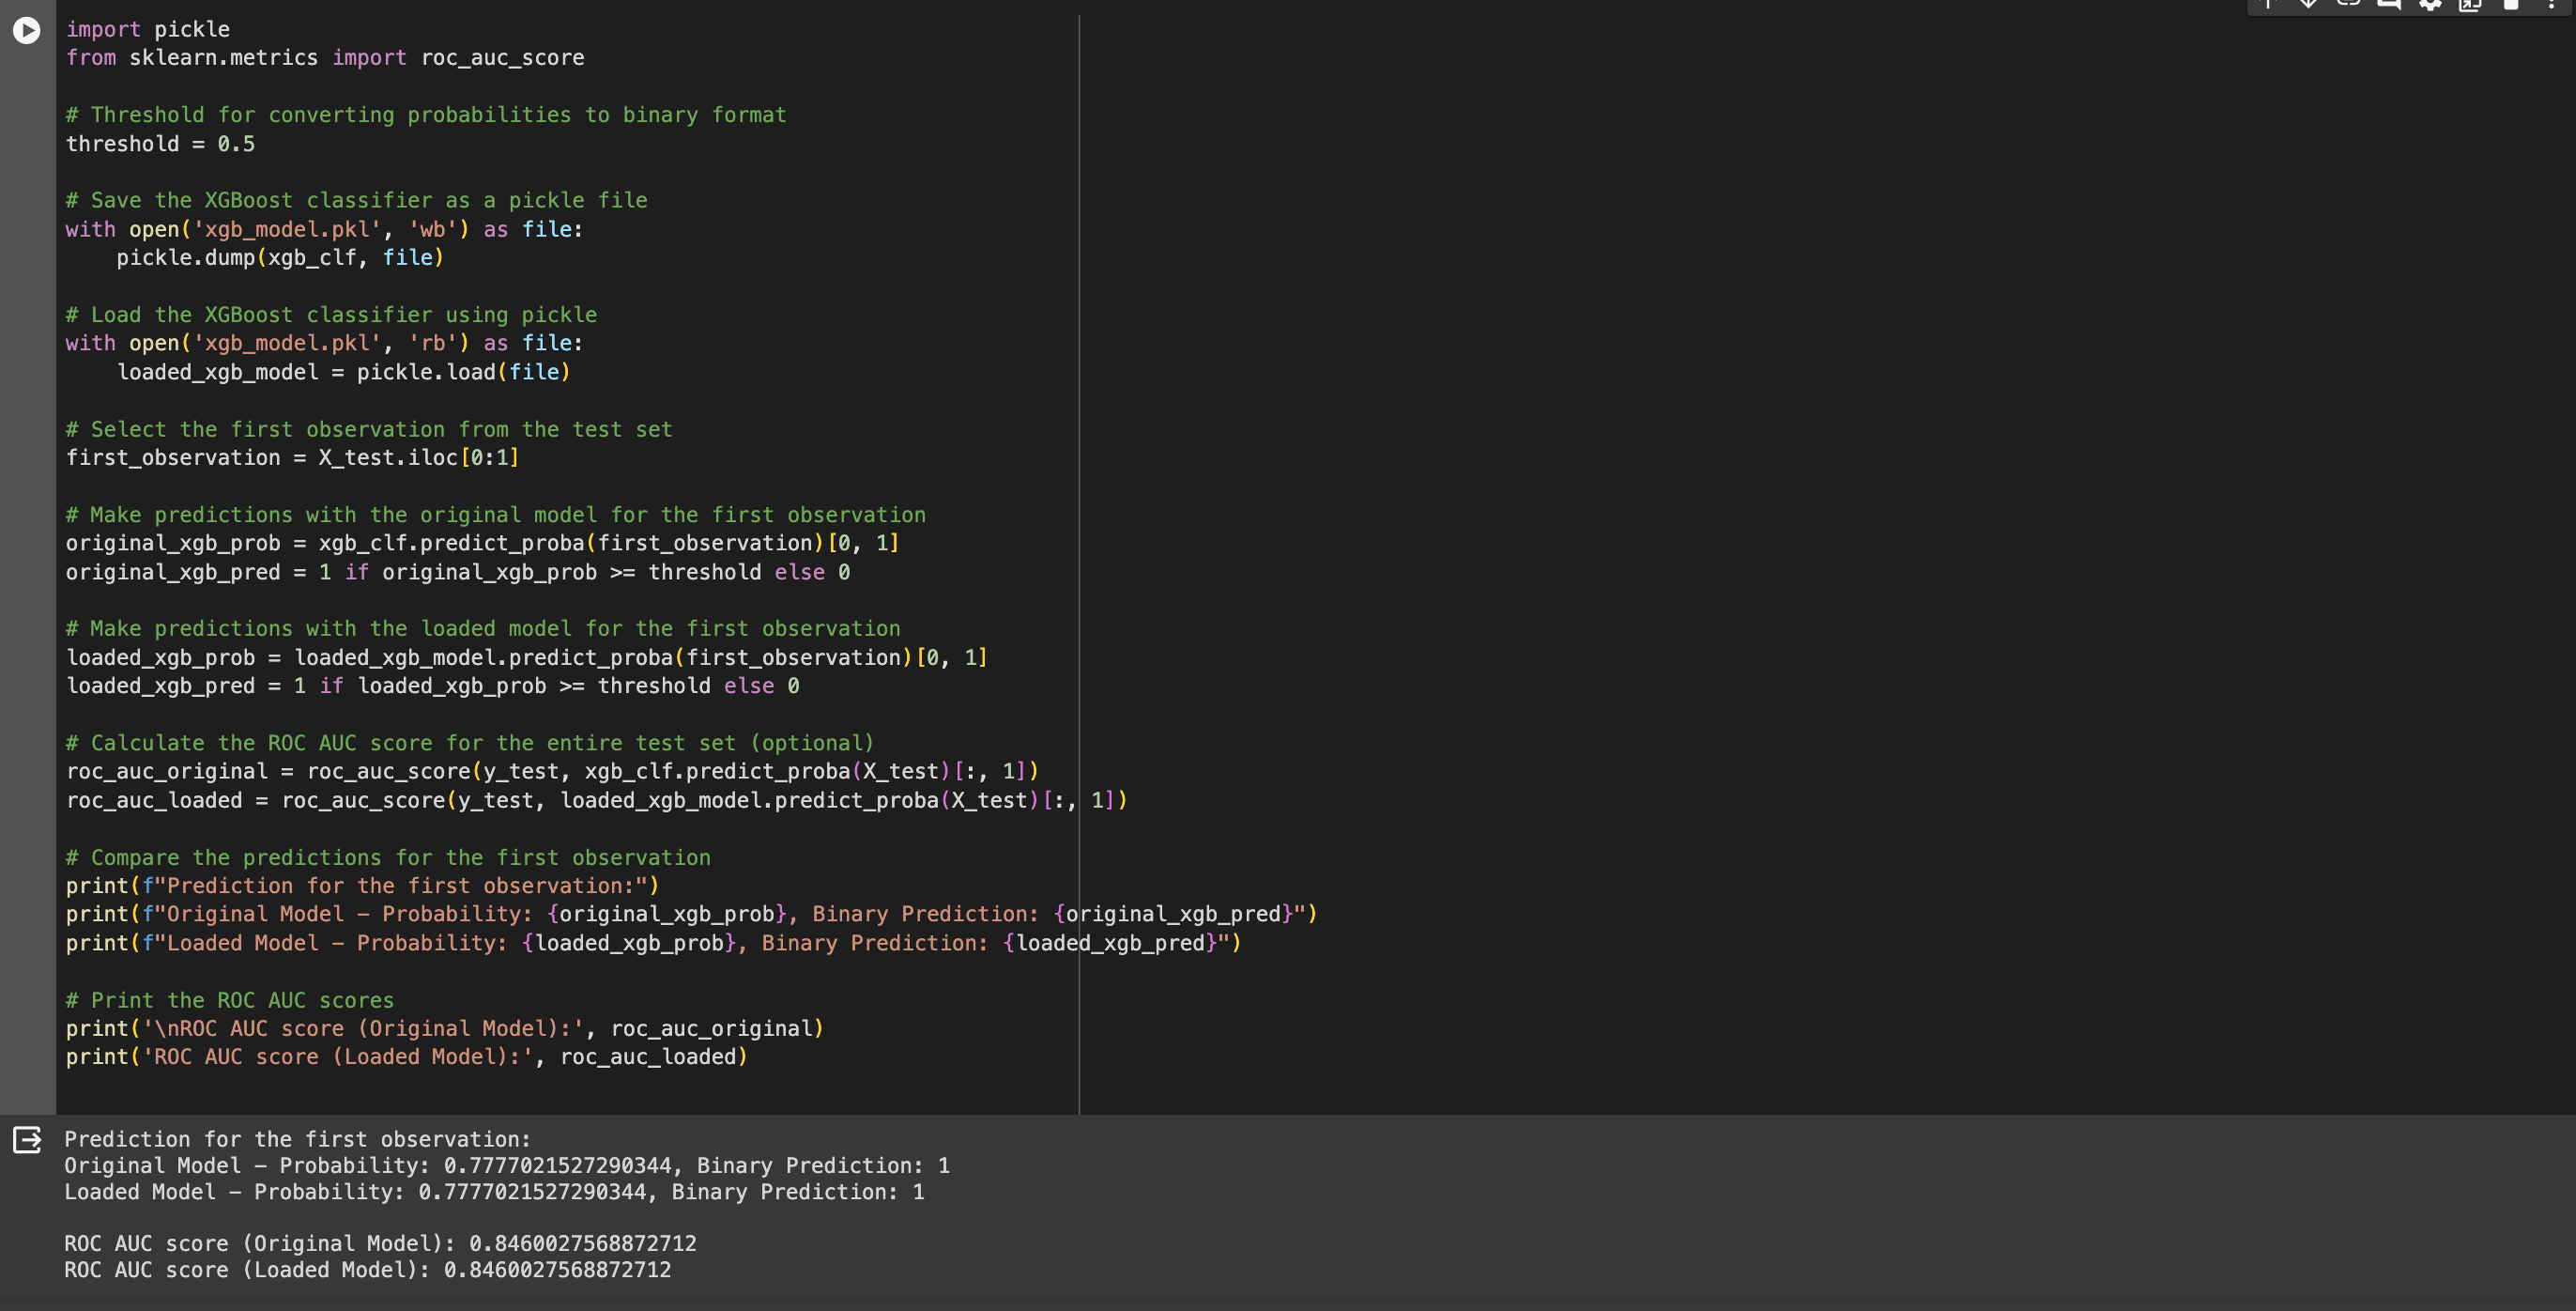 import pickle
from sklearn.metrics import roc_auc_score
# Threshold for converting probabilities to binary format
threshold = 0.5
# Save the XGBoost classifier as a pickle file
with open('xgb_model.pkl', 'wb') as file:
    pickle.dump(xgb_clf, file)
# Load the XGBoost classifier using pickle
with open('xgb_model.pkl', 'rb') as file:
    loaded_xgb_model = pickle.load(file)
# Select the first observation from the test set
first_observation = X_test.iloc[0:1]
# Make predictions with the original model for the first observation
original_xgb_prob = xgb_clf.predict_proba(first_observation)[0, 1]
original_xgb_pred = 1 if original_xgb_prob >= threshold else 0
# Make predictions with the loaded model for the first observation
loaded_xgb_prob = loaded_xgb_model.predict_proba(first_observation)[0, 1]
loaded_xgb_pred = 1 if loaded_xgb_prob >= threshold else 0
# Calculate the ROC AUC score for the entire test set (optional)
roc_auc_original = roc_auc_score(y_test, xgb_clf.predict_proba(X_test)[:, 1])
roc_auc_loaded = roc_auc_score(y_test, loaded_xgb_model.predict_proba(X_test)[:, 1])
# Compare the predictions for the first observation
print(f"Prediction for the first observation:")
print(f"Original Model – Probability: {original_xgb_prob}, Binary Prediction: {original_xgb_pred}")
print(f"Loaded Model – Probability: {loaded_xgb_prob}, Binary Prediction: {loaded_xgb_pred}")
# Print the ROC AUC scores
print('\nROC AUC score (Original Model):', roc_auc_original)
print('ROC AUC score (Loaded Model):', roc_auc_loaded)
Prediction for the first observation:
Original Model – Probability: 0.7777021527290344, Binary Prediction: 1
Loaded Model – Probability: 0.7777021527290344, Binary Prediction: 1
ROC AUC score (Original Model): 0.8460027568872712
ROC AUC score (Loaded Model): 0.8460027568872712